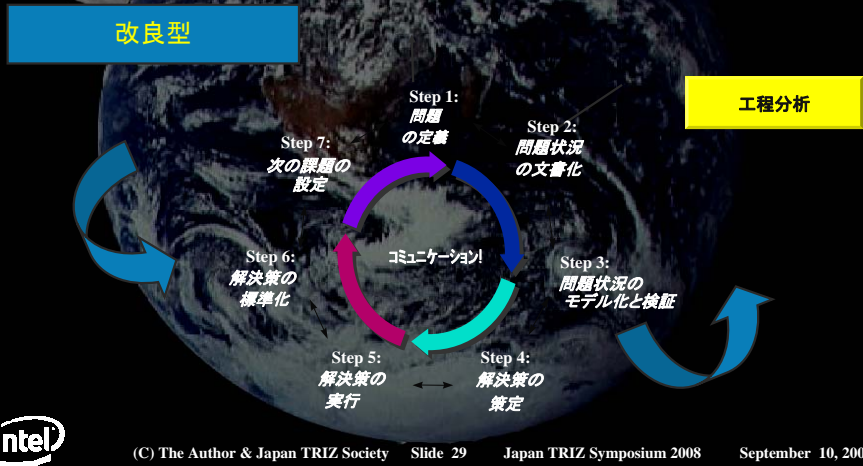 改良型
工程分析
Step 1:
問題
の定義
Step 2:
問題状況
の文書化
Step 7:
次の課題の
設定
コミュニケーション!
Step 6:
解決策の
標準化
Step 3:
問題状況の
モデル化と検証
Step 5:
解決策の
実行
Step 4:
解決策の
策定
ntel
(C) The Author & Japan TRIZ Society Slide 29 Japan TRIZ Symposium 2008 September 10, 200